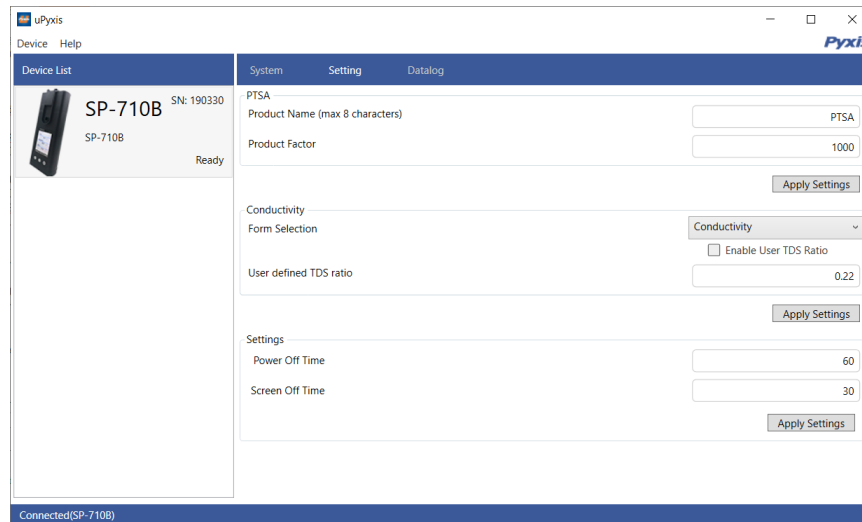 uPyxis
Device Help
Device List
SP-710B SN: 190330
SP-710B
Ready
System Setting Datalog
PTSA
Product Name (max 8 characters) PTSA
Product Factor 1000
Apply Settings
Conductivity
Form Selection Conductivity
Enable User TDS Ratio
User defined TDS ratio 0.22
Apply Settings
Settings
Power Off Time 60
Screen Off Time 30
Apply Settings
Connected(SP-710B)